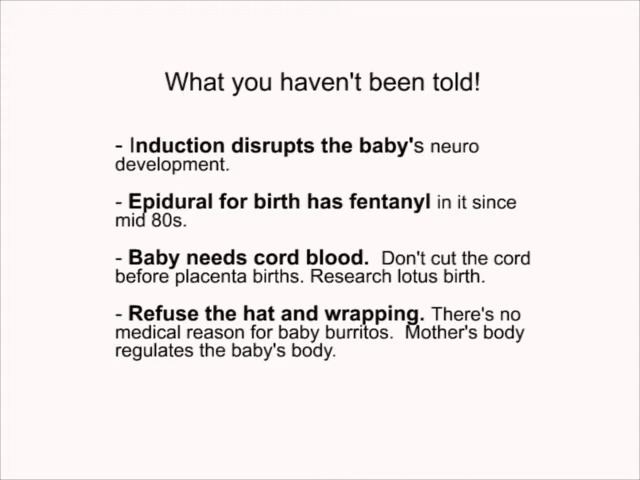 What you haven't been told!
- Induction disrupts the baby's neuro
development.
- Epidural for birth has fentanyl in it since
mid 80s.
- Baby needs cord blood. Don't cut the cord
before placenta births. Research lotus birth.
- Refuse the hat and wrapping. There's no
medical reason for baby burritos. Mother's body
regulates the baby's body.